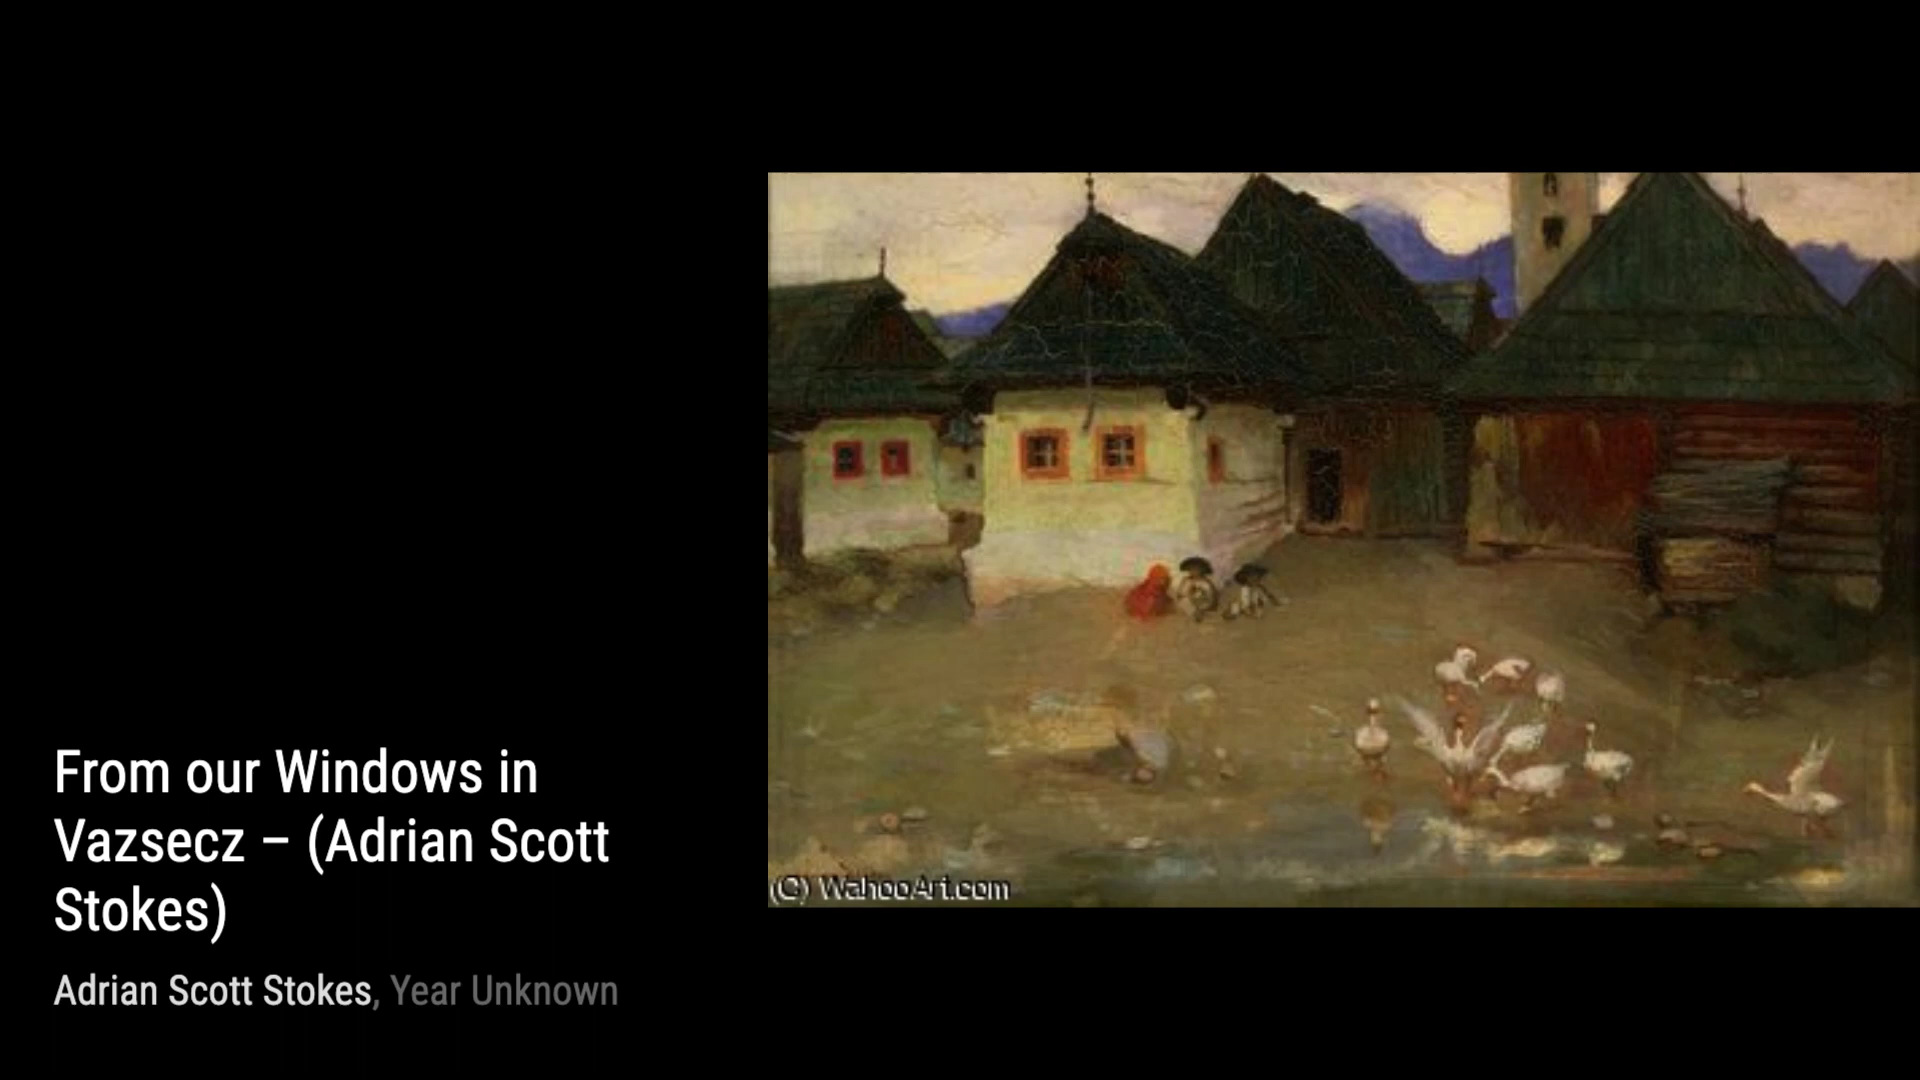 From our Windows in
Vazsecz – (Adrian Scott
Stokes)
Adrian Scott Stokes, Year Unknown
(C) WahooArt.com